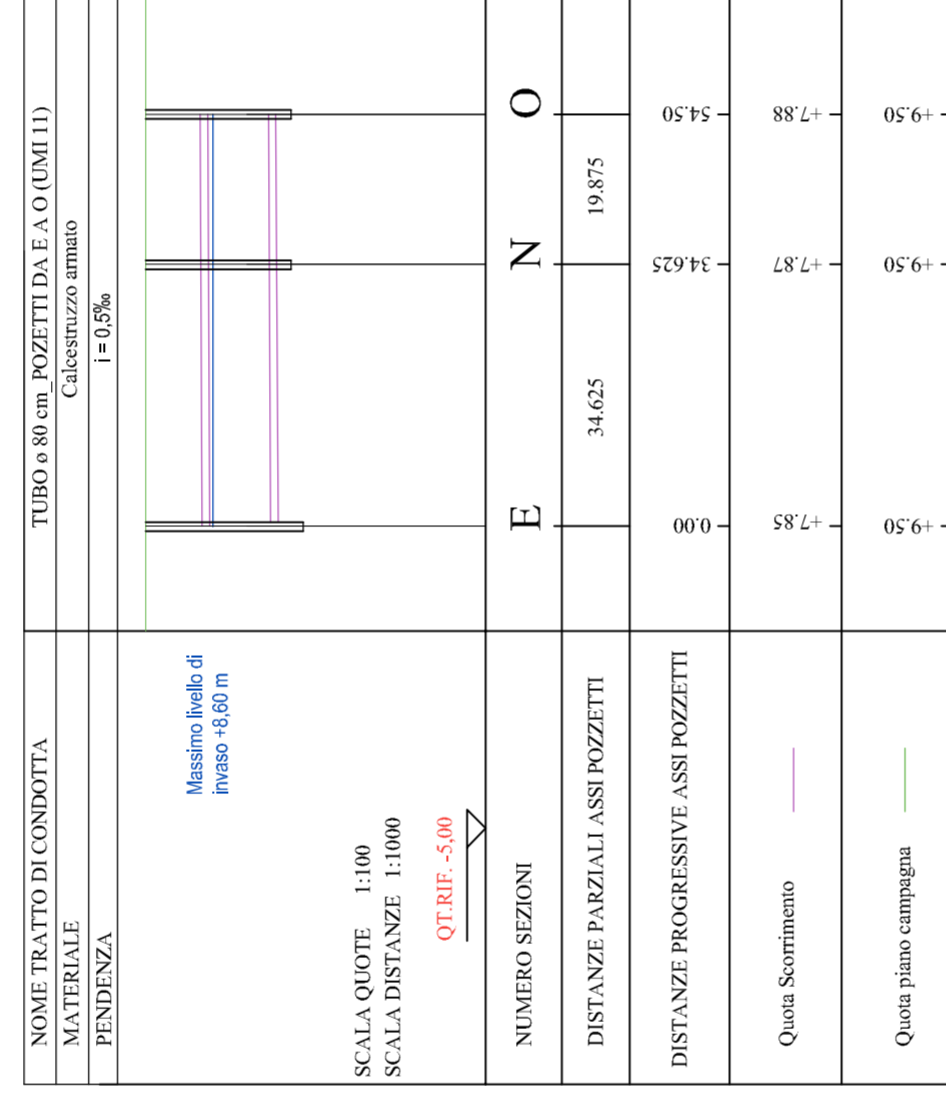 NOME TRATTO DI CONDOTTA
TUBO ø 80 cm_POZETTI DA E A O (UMI 11)
MATERIALE
Calcestruzzo armato
PENDENZA
i = 0,5‰
Massimo livello di
invaso +8,60 m
SCALA QUOTE 1:100
SCALA DISTANZE 1:1000
QT.RIF. -5,00
NUMERO SEZIONI
E N O
DISTANZE PARZIALI ASSI POZZETTI
34.625 19.875
DISTANZE PROGRESSIVE ASSI POZZETTI
0.00 34.625 54.50
Quota Scorrimento
+7.85 +7.87 +7.88
Quota piano campagna
+9.50 +9.50 +9.50